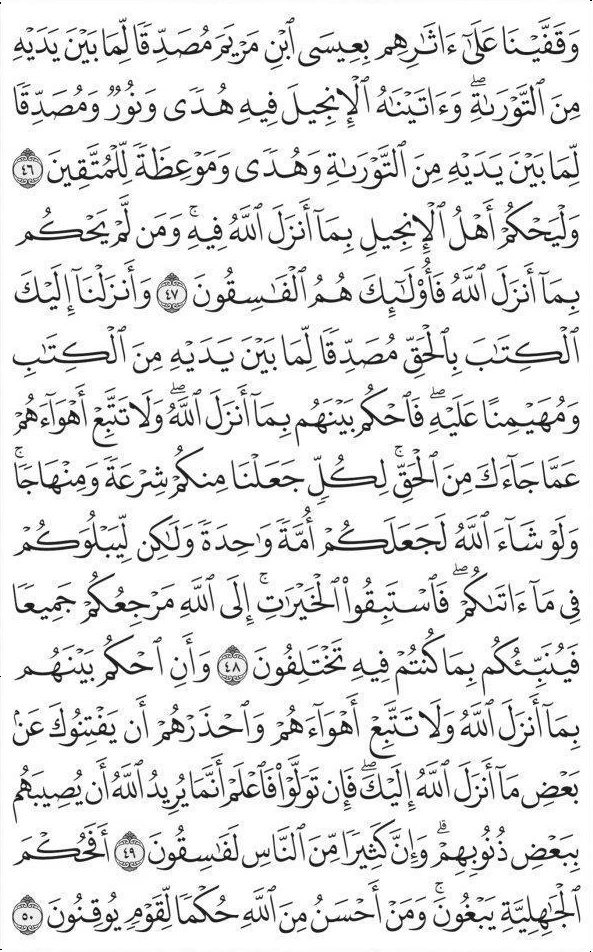 وَقَفَّيْنَا عَلَىٰٓ ءَاثَٰرِهِم بِعِيسَى ٱبْنِ مَرْيَمَ مُصَدِّقًا لِّمَا بَيْنَ يَدَيْهِ
مِنَ ٱلتَّوْرَىٰةِ ۖ وَءَاتَيْنَٰهُ ٱلْإِنجِيلَ فِيهِ هُدًى وَنُورٌ وَمُصَدِّقًا
لِّمَا بَيْنَ يَدَيْهِ مِنَ ٱلتَّوْرَىٰةِ وَهُدًى وَمَوْعِظَةً لِّلْمُتَّقِينَ ٤٦
وَلْيَحْكُمْ أَهْلُ ٱلْإِنجِيلِ بِمَآ أَنزَلَ ٱللَّهُ فِيهِ ۚ وَمَن لَّمْ يَحْكُم
بِمَآ أَنزَلَ ٱللَّهُ فَأُو۟لَٰٓئِكَ هُمُ ٱلْفَٰسِقُونَ ٤٧ وَأَنزَلْنَآ إِلَيْكَ
ٱلْكِتَٰبَ بِٱلْحَقِّ مُصَدِّقًا لِّمَا بَيْنَ يَدَيْهِ مِنَ ٱلْكِتَٰبِ
وَمُهَيْمِنًا عَلَيْهِ ۖ فَٱحْكُم بَيْنَهُم بِمَآ أَنزَلَ ٱللَّهُ ۖ وَلَا تَتَّبِعْ أَهْوَآءَهُمْ
عَمَّا جَآءَكَ مِنَ ٱلْحَقِّ ۚ لِكُلٍّ جَعَلْنَا مِنكُمْ شِرْعَةً وَمِنْهَاجًا ۚ
وَلَوْ شَآءَ ٱللَّهُ لَجَعَلَكُمْ أُمَّةً وَٰحِدَةً وَلَٰكِن لِّيَبْلُوَكُمْ
فِى مَآ ءَاتَىٰكُمْ ۖ فَٱسْتَبِقُوا۟ ٱلْخَيْرَٰتِ ۚ إِلَى ٱللَّهِ مَرْجِعُكُمْ جَمِيعًا
فَيُنَبِّئُكُم بِمَا كُنتُمْ فِيهِ تَخْتَلِفُونَ ٤٨ وَأَنِ ٱحْكُم بَيْنَهُم
بِمَآ أَنزَلَ ٱللَّهُ وَلَا تَتَّبِعْ أَهْوَآءَهُمْ وَٱحْذَرْهُمْ أَن يَفْتِنُوكَ عَنۢ
بَعْضِ مَآ أَنزَلَ ٱللَّهُ إِلَيْكَ ۖ فَإِن تَوَلَّوْا۟ فَٱعْلَمْ أَنَّمَا يُرِيدُ ٱللَّهُ أَن يُصِيبَهُم
بِبَعْضِ ذُنُوبِهِمْ ۗ وَإِنَّ كَثِيرًا مِّنَ ٱلنَّاسِ لَفَٰسِقُونَ ٤٩ أَفَحُكْمَ
ٱلْجَٰهِلِيَّةِ يَبْغُونَ ۚ وَمَنْ أَحْسَنُ مِنَ ٱللَّهِ حُكْمًا لِّقَوْمٍ يُوقِنُونَ ٥٠